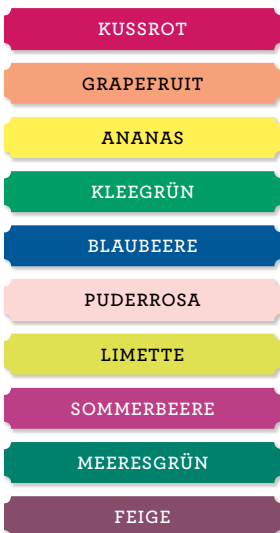 KUSSROT
GRAPEFRUIT
ANANAS
KLEEGRÜN
BLAUBEERE
PUDERROSA
LIMETTE
SOMMERBEERE
MEERESGRÜN
FEIGE